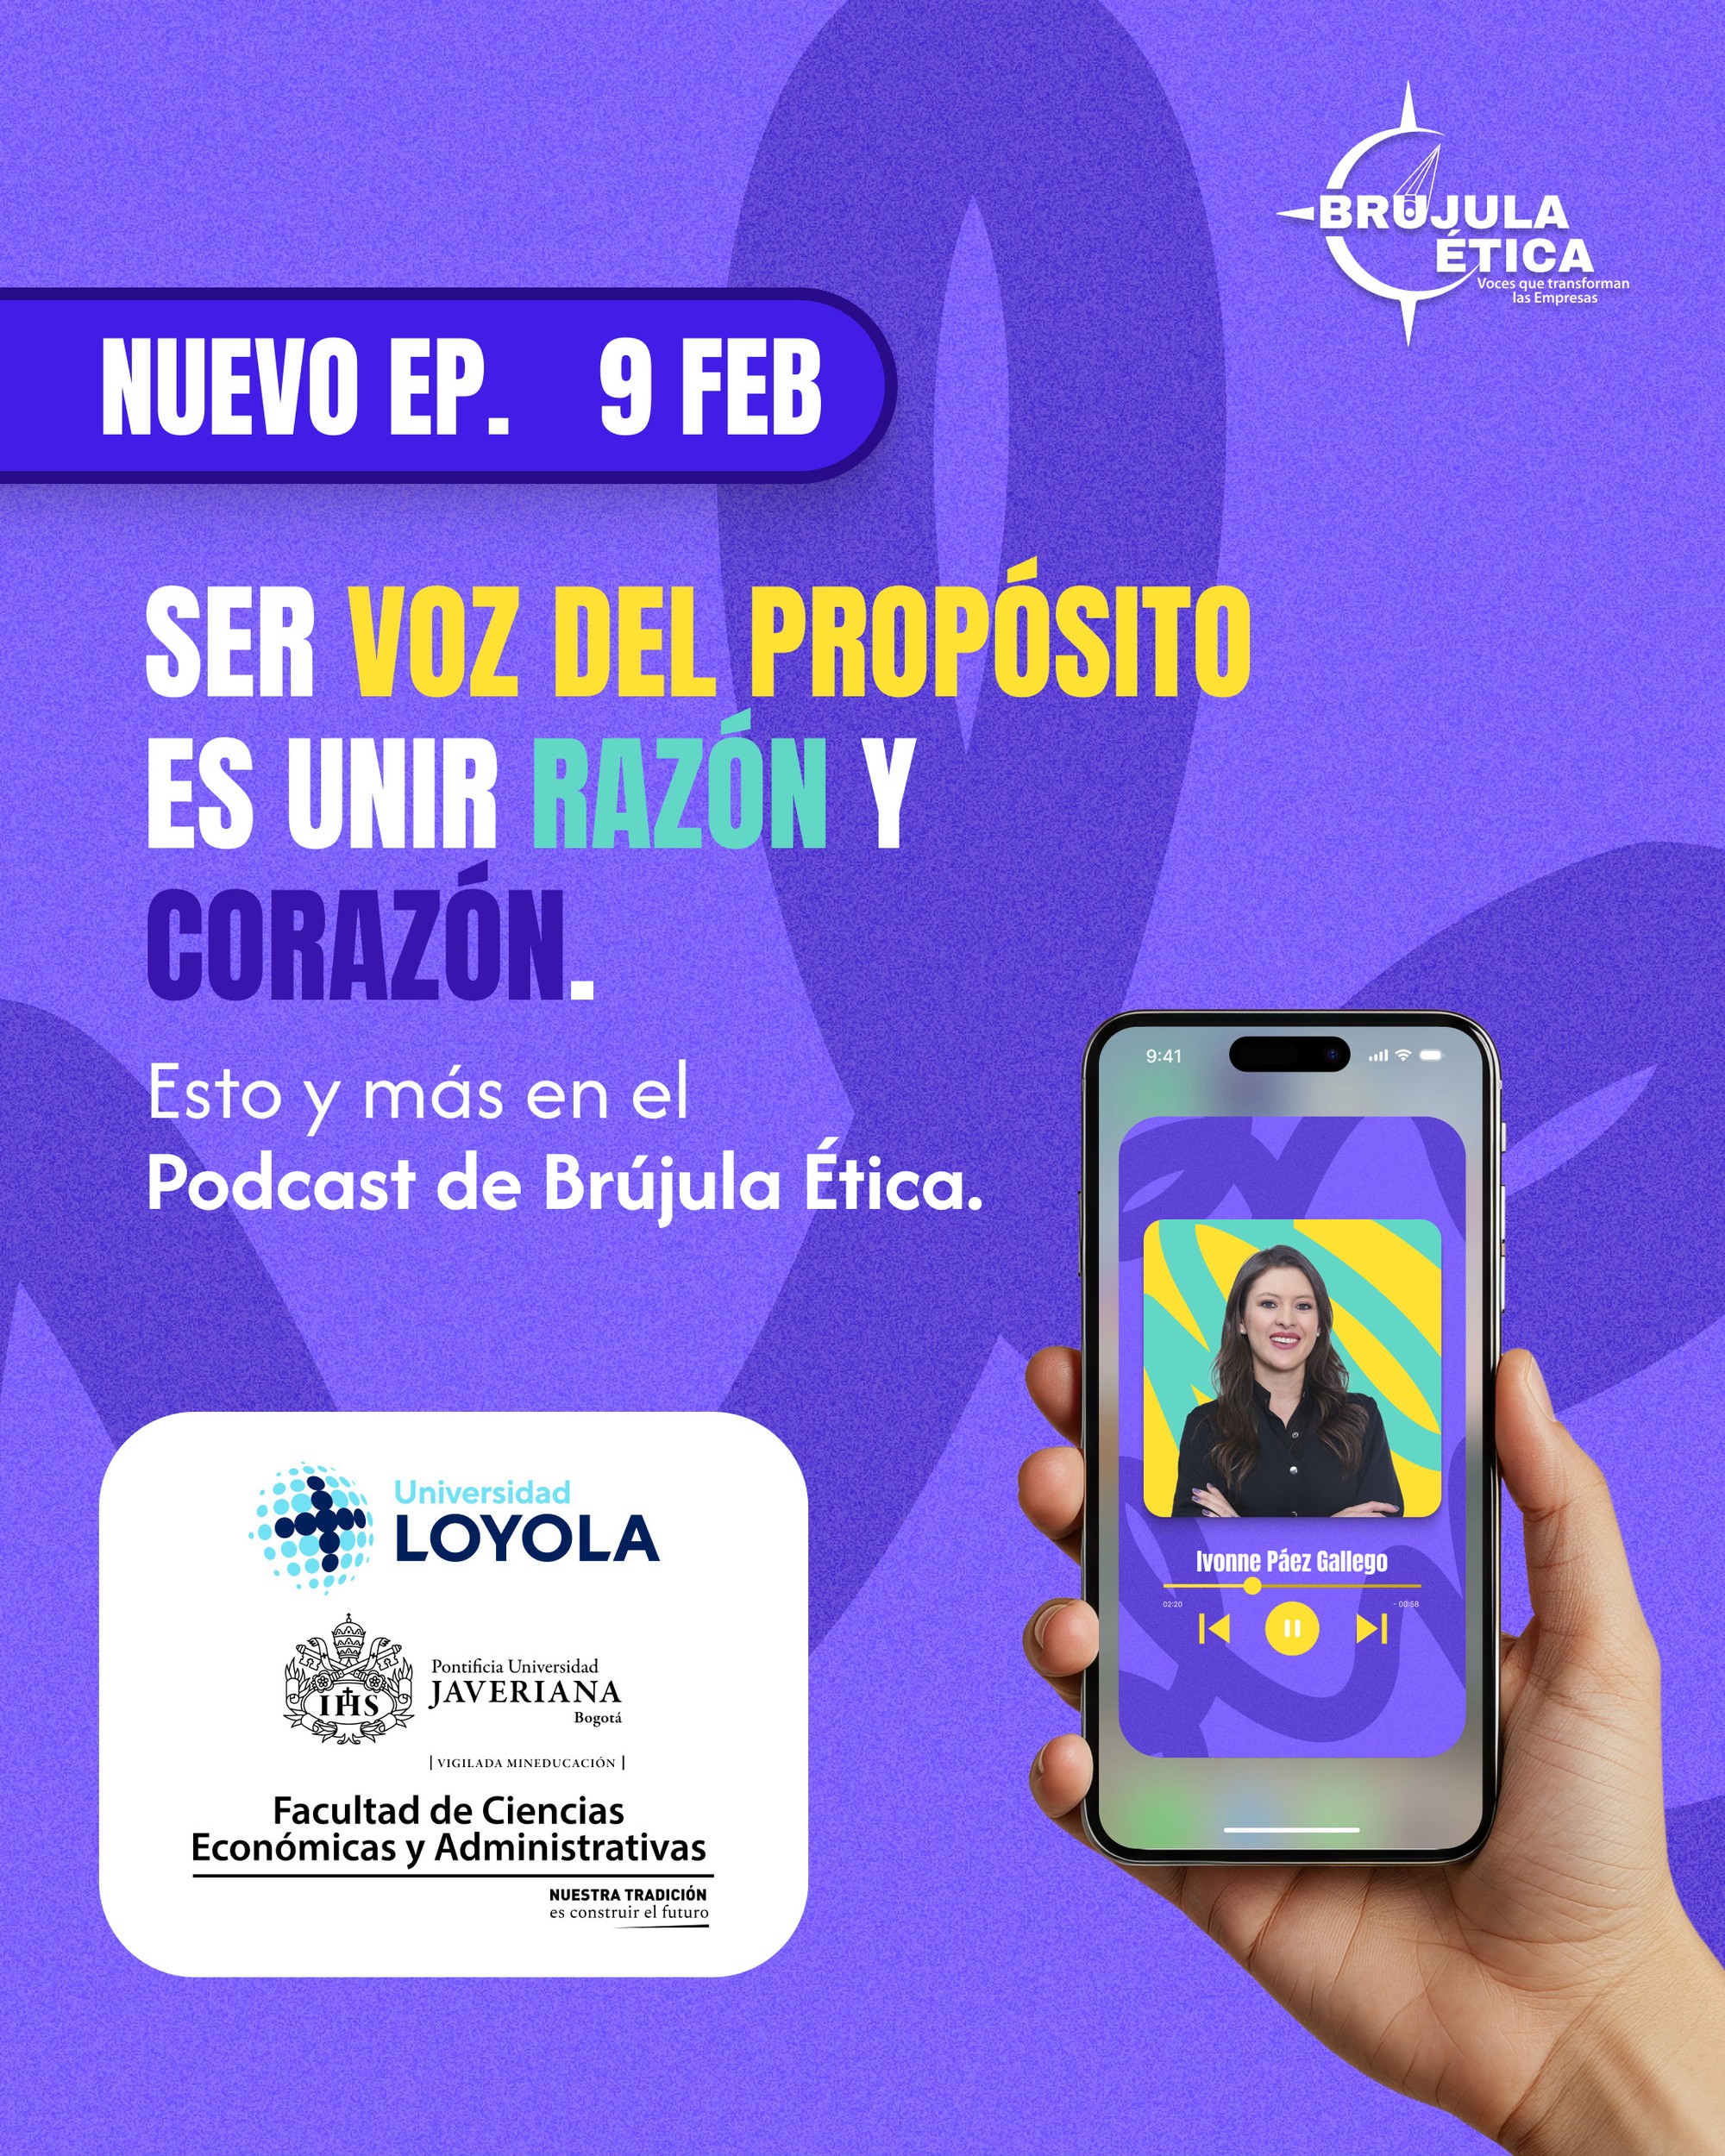 BRÚJULA
ÉTICA
Voces que transforman
las Empresas
NUEVO EP. 9 FEB
SER VOZ DEL PROPÓSITO
ES UNIR RAZÓN Y
CORAZÓN.
Esto y más en el
Podcast de Brújula Ética.
9:41
Ivonne Páez Gallego
02:20 - 00:58
Universidad
LOYOLA
IHS
Pontificia Universidad
JAVERIANA
Bogotá
| VIGILADA MINEDUCACIÓN |
Facultad de Ciencias
Económicas y Administrativas
NUESTRA TRADICIÓN
es construir el futuro